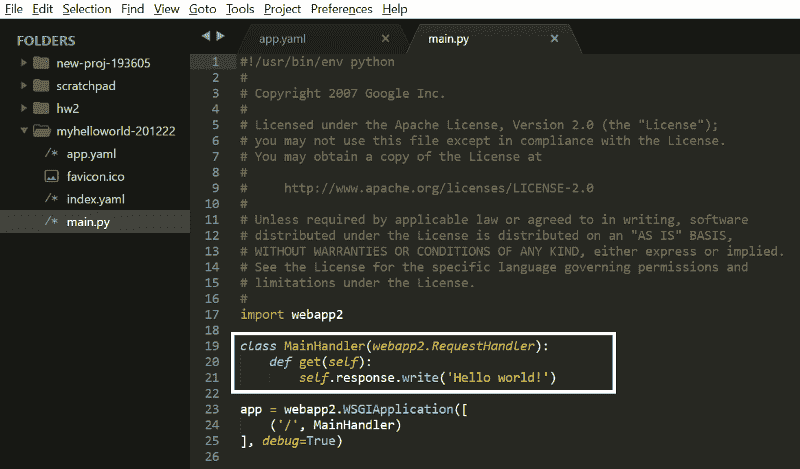 File Edit Selection Find View Goto Tools Project Preferences Help
FOLDERS
new-proj-193605
scratchpad
hw2
myhelloworld-201222
/* app.yaml
favicon.ico
/* index.yaml
/* main.py
app.yaml × main.py ×
1 #!/usr/bin/env python
2 #
3 # Copyright 2007 Google Inc.
4 #
5 # Licensed under the Apache License, Version 2.0 (the "License");
6 # you may not use this file except in compliance with the License.
7 # You may obtain a copy of the License at
8 #
9 #     http://www.apache.org/licenses/LICENSE-2.0
10 #
11 # Unless required by applicable law or agreed to in writing, software
12 # distributed under the License is distributed on an "AS IS" BASIS,
13 # WITHOUT WARRANTIES OR CONDITIONS OF ANY KIND, either express or implied.
14 # See the License for the specific language governing permissions and
15 # limitations under the License.
16 #
17 import webapp2
18
19 class MainHandler(webapp2.RequestHandler):
20     def get(self):
21         self.response.write('Hello world!')
22
23 app = webapp2.WSGIApplication([
24     ('/', MainHandler)
25 ], debug=True)
26